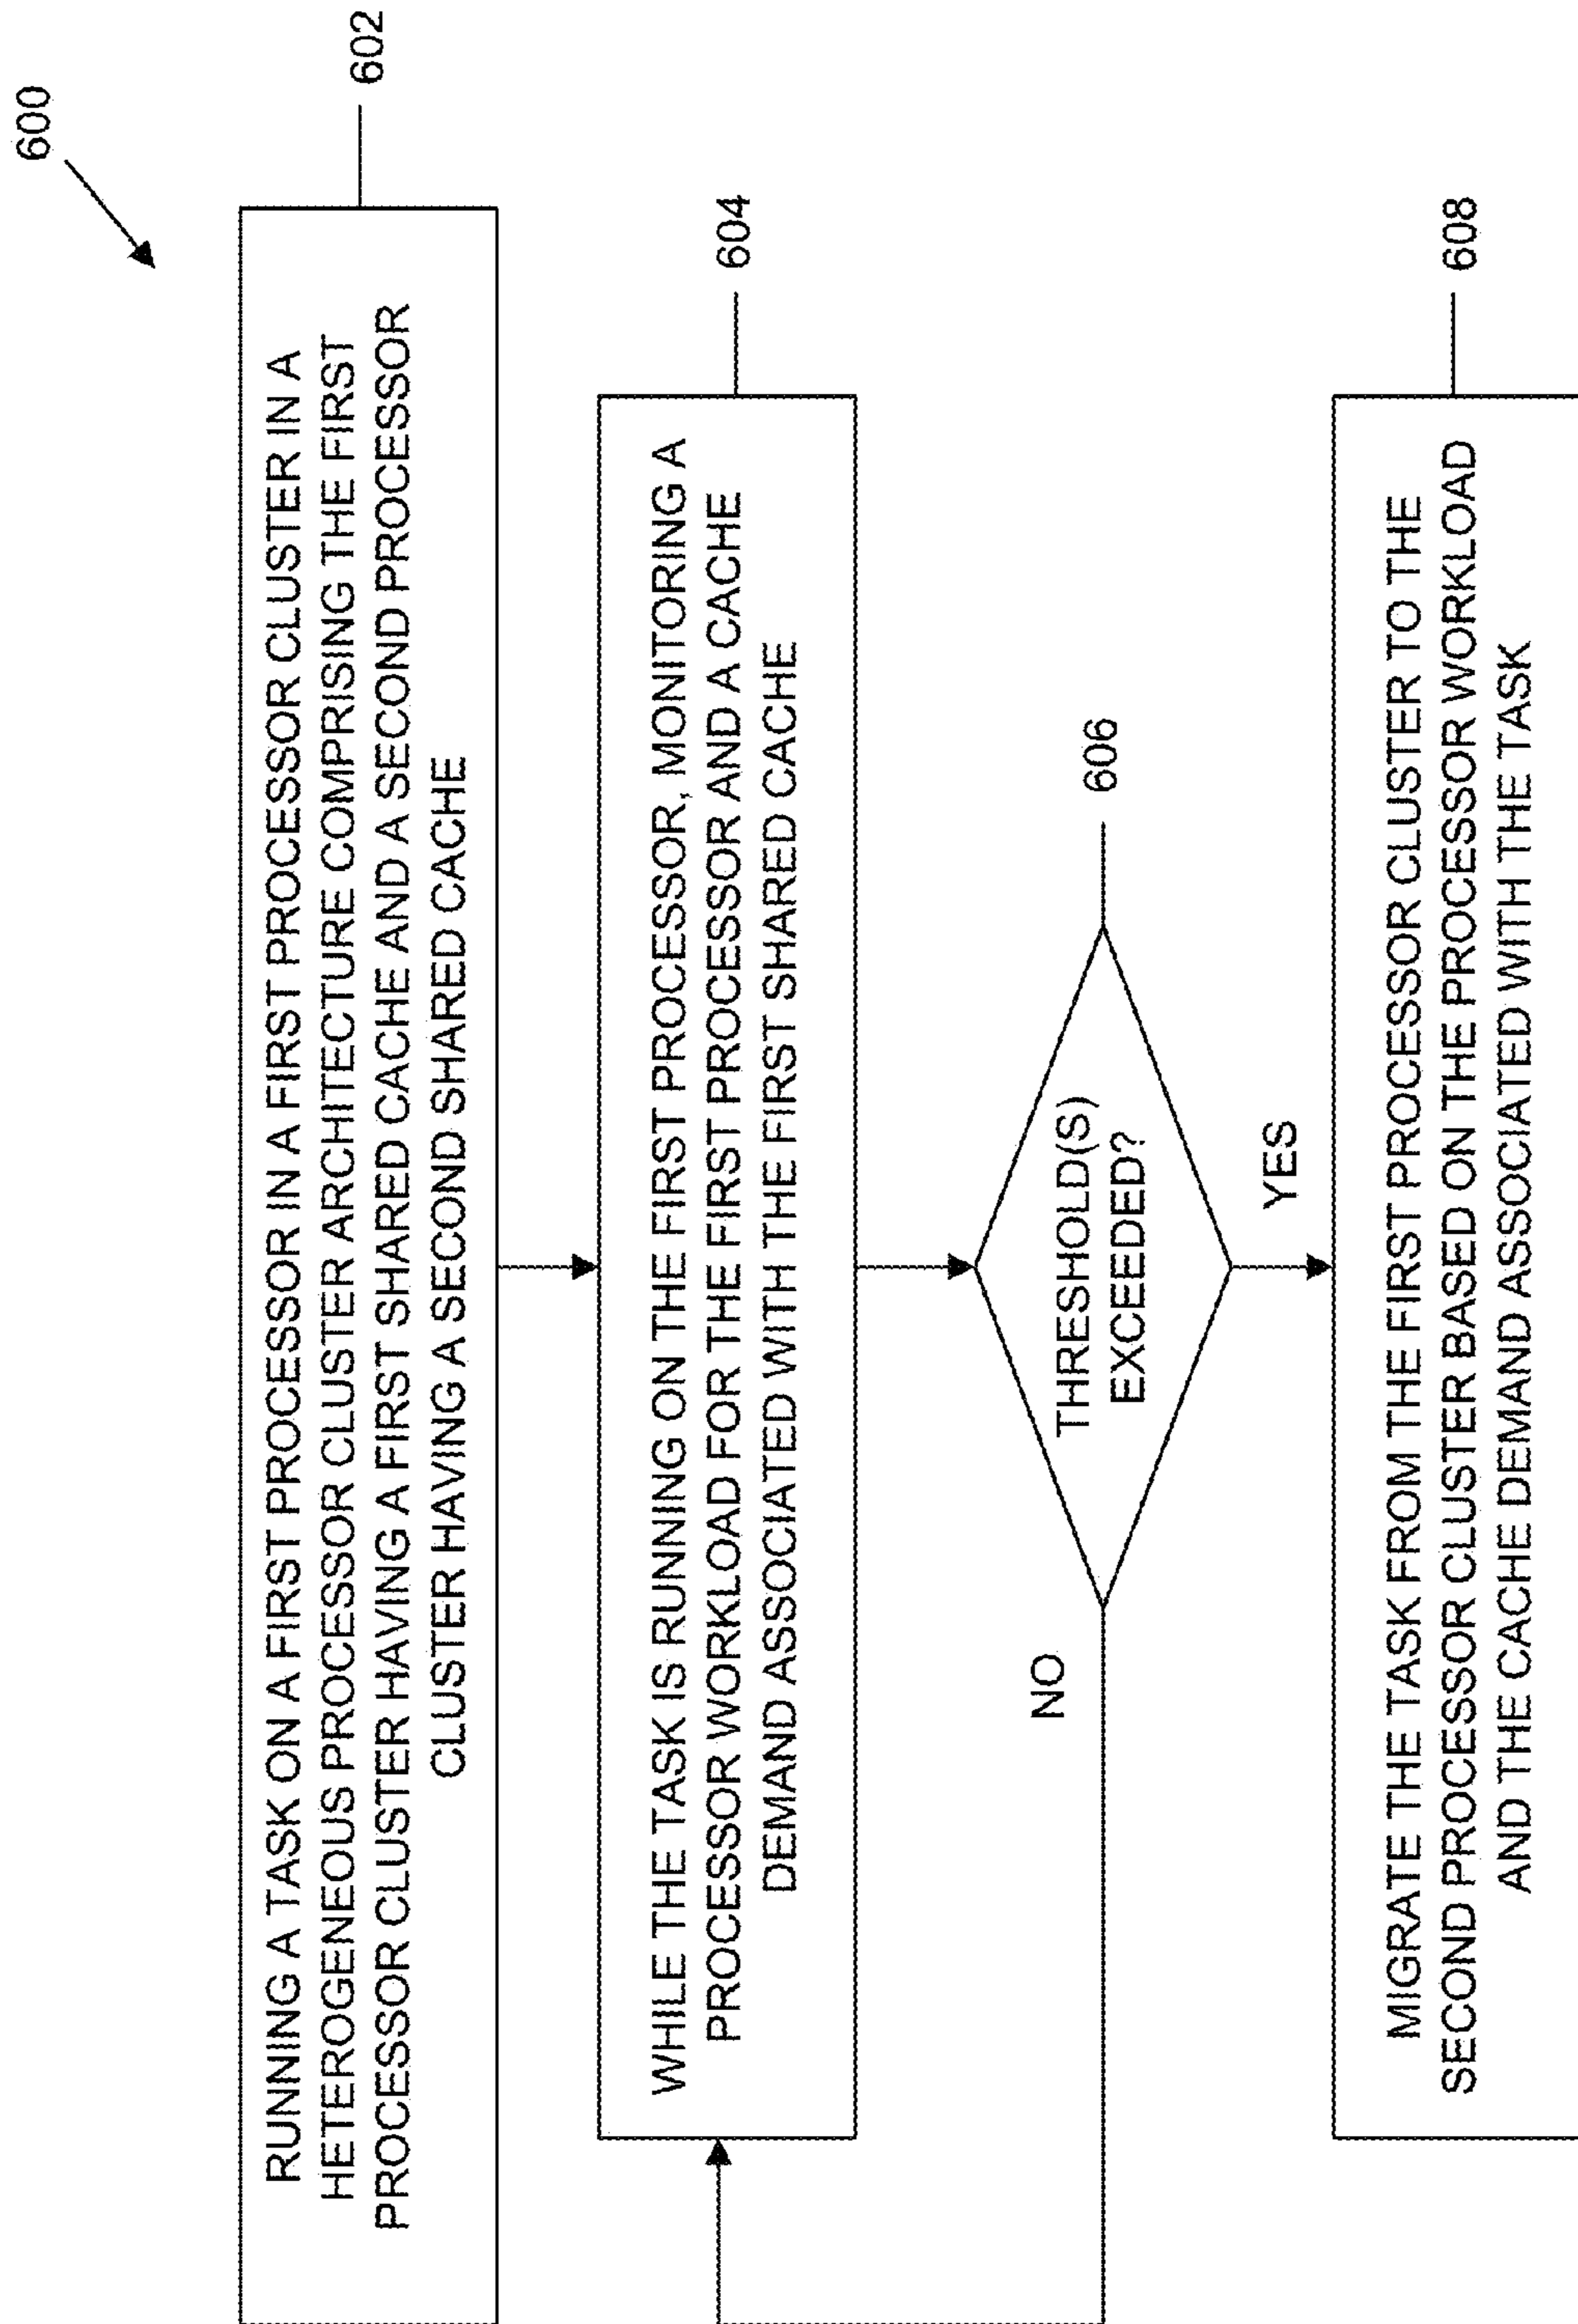 600
RUNNING A TASK ON A FIRST PROCESSOR IN A FIRST PROCESSOR CLUSTER IN A
HETEROGENEOUS PROCESSOR CLUSTER ARCHITECTURE COMPRISING THE FIRST
PROCESSOR CLUSTER HAVING A FIRST SHARED CACHE AND A SECOND PROCESSOR
CLUSTER HAVING A SECOND SHARED CACHE
602
WHILE THE TASK IS RUNNING ON THE FIRST PROCESSOR, MONITORING A
PROCESSOR WORKLOAD FOR THE FIRST PROCESSOR AND A CACHE
DEMAND ASSOCIATED WITH THE FIRST SHARED CACHE
604
THRESHOLD(S)
EXCEEDED?
606
NO
YES
MIGRATE THE TASK FROM THE FIRST PROCESSOR CLUSTER TO THE
SECOND PROCESSOR CLUSTER BASED ON THE PROCESSOR WORKLOAD
AND THE CACHE DEMAND ASSOCIATED WITH THE TASK
608